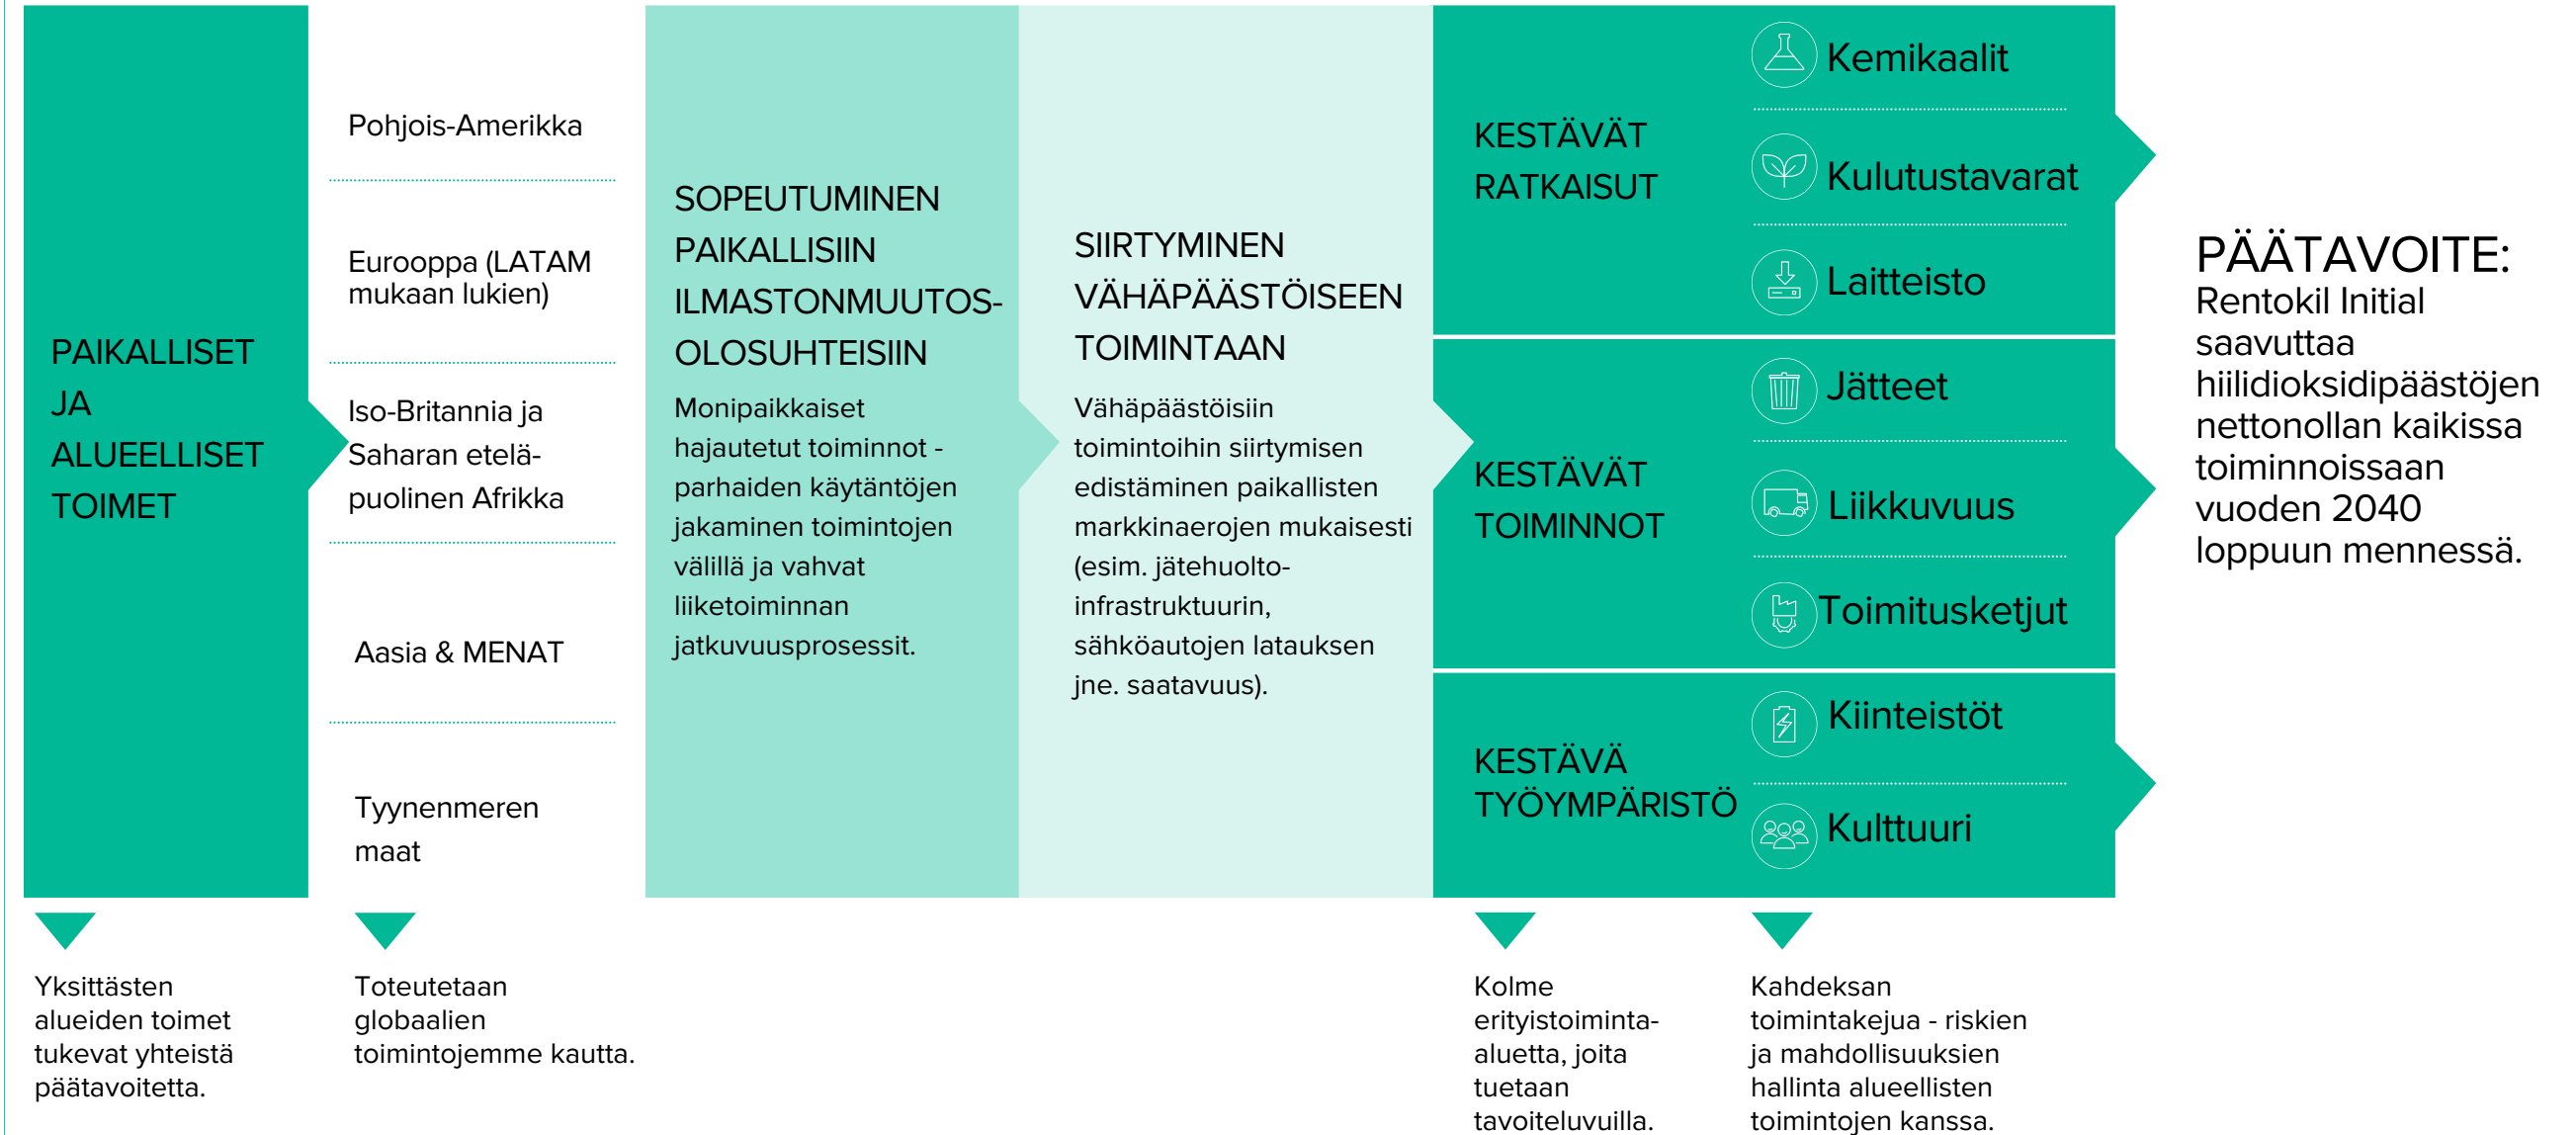 PAIKALLISET
JA
ALUEELLISET
TOIMET
Pohjois-Amerikka
Eurooppa (LATAM
mukaan lukien)
Iso-Britannia ja
Saharan etelä-
puolinen Afrikka
Aasia & MENAT
Tyynenmeren
maat
SOPEUTUMINEN
PAIKALLISIIN
ILMASTONMUUTOS-
OLOSUHTEISIIN
Monipaikkaiset
hajautetut toiminnot -
parhaiden käytäntöjen
jakaminen toimintojen
välillä ja vahvat
liiketoiminnan
jatkuvuusprosessit.
SIIRTYMINEN
VÄHÄPÄÄSTÖISEEN
TOIMINTAAN
Vähäpäästöisiin
toimintoihin siirtymisen
edistäminen paikallisten
markkinaerojen mukaisesti
(esim. jätehuolto-
infrastruktuurin,
sähköautojen latauksen
jne. saatavuus).
KESTÄVÄT
RATKAISUT
Kemikaalit
Kulutustavarat
Laitteisto
KESTÄVÄT
TOIMINNOT
Jätteet
Liikkuvuus
Toimitusketjut
KESTÄVÄ
TYÖYMPÄRISTÖ
Kiinteistöt
Kulttuuri
PÄÄTAVOITE:
Rentokil Initial
saavuttaa
hiilidioksidipäästöjen
nettonollan kaikissa
toiminnoissaan
vuoden 2040
loppuun mennessä.
Yksittästen
alueiden toimet
tukevat yhteistä
päätavoitetta.
Toteutetaan
globaalien
toimintojemme kautta.
Kolme
erityistoiminta-
aluetta, joita
tuetaan
tavoiteluvuilla.
Kahdeksan
toimintakejua - riskien
ja mahdollisuuksien
hallinta alueellisten
toimintojen kanssa.